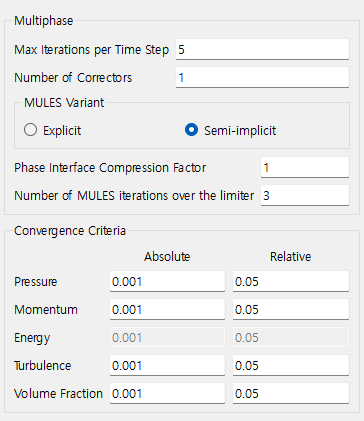 Multiphase
Max Iterations per Time Step 5
Number of Correctors 1
MULES Variant
Explicit Semi-implicit
Phase Interface Compression Factor 1
Number of MULES iterations over the limiter 3
Convergence Criteria
Absolute Relative
Pressure 0.001 0.05
Momentum 0.001 0.05
Energy 0.001 0.05
Turbulence 0.001 0.05
Volume Fraction 0.001 0.05